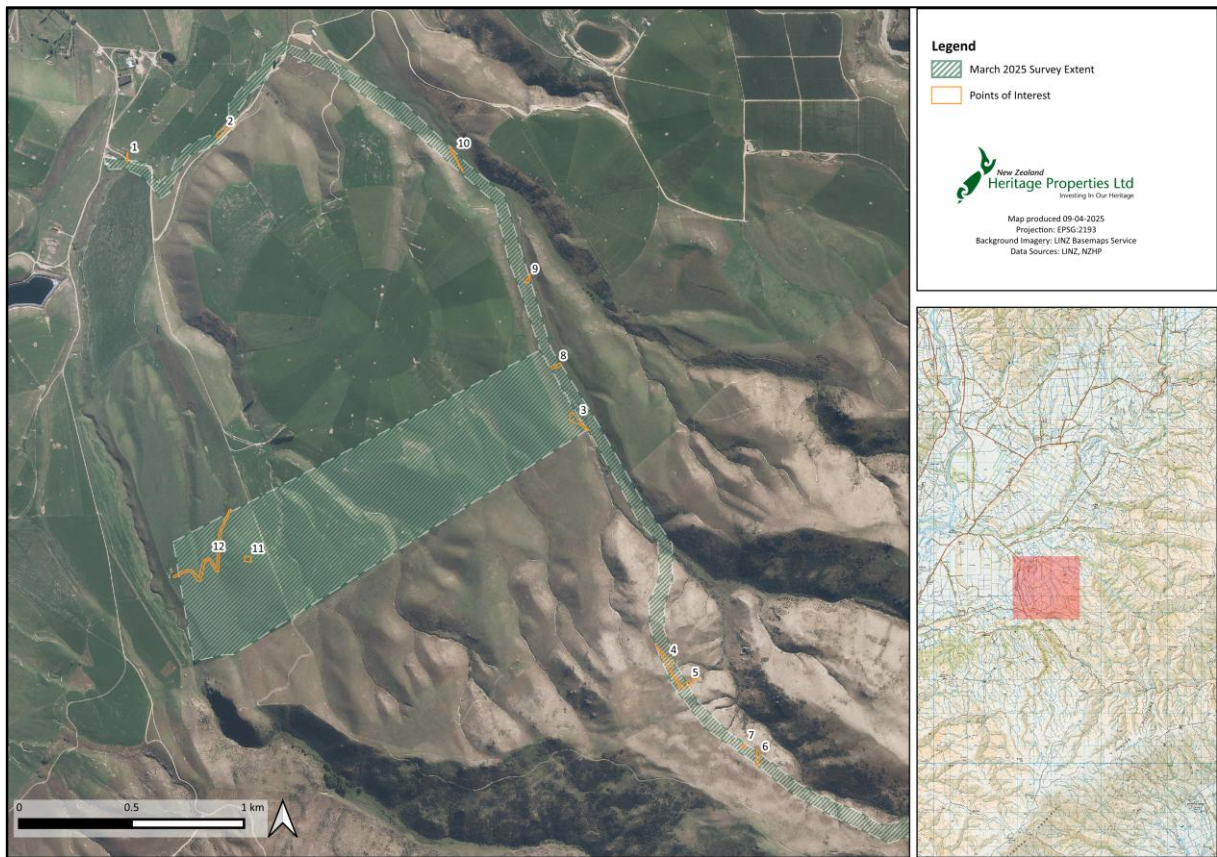 1
2
10
9
8
3
12
11
4
5
7
6
0
0.5
1 km
Legend
March 2025 Survey Extent
Points of Interest
New Zealand
Heritage Properties Ltd
Investing In Our Heritage
Map produced 09-04-2025
Projection: EPSG:2193
Background Imagery: LINZ Basemaps Service
Data Sources: LINZ, NZHP